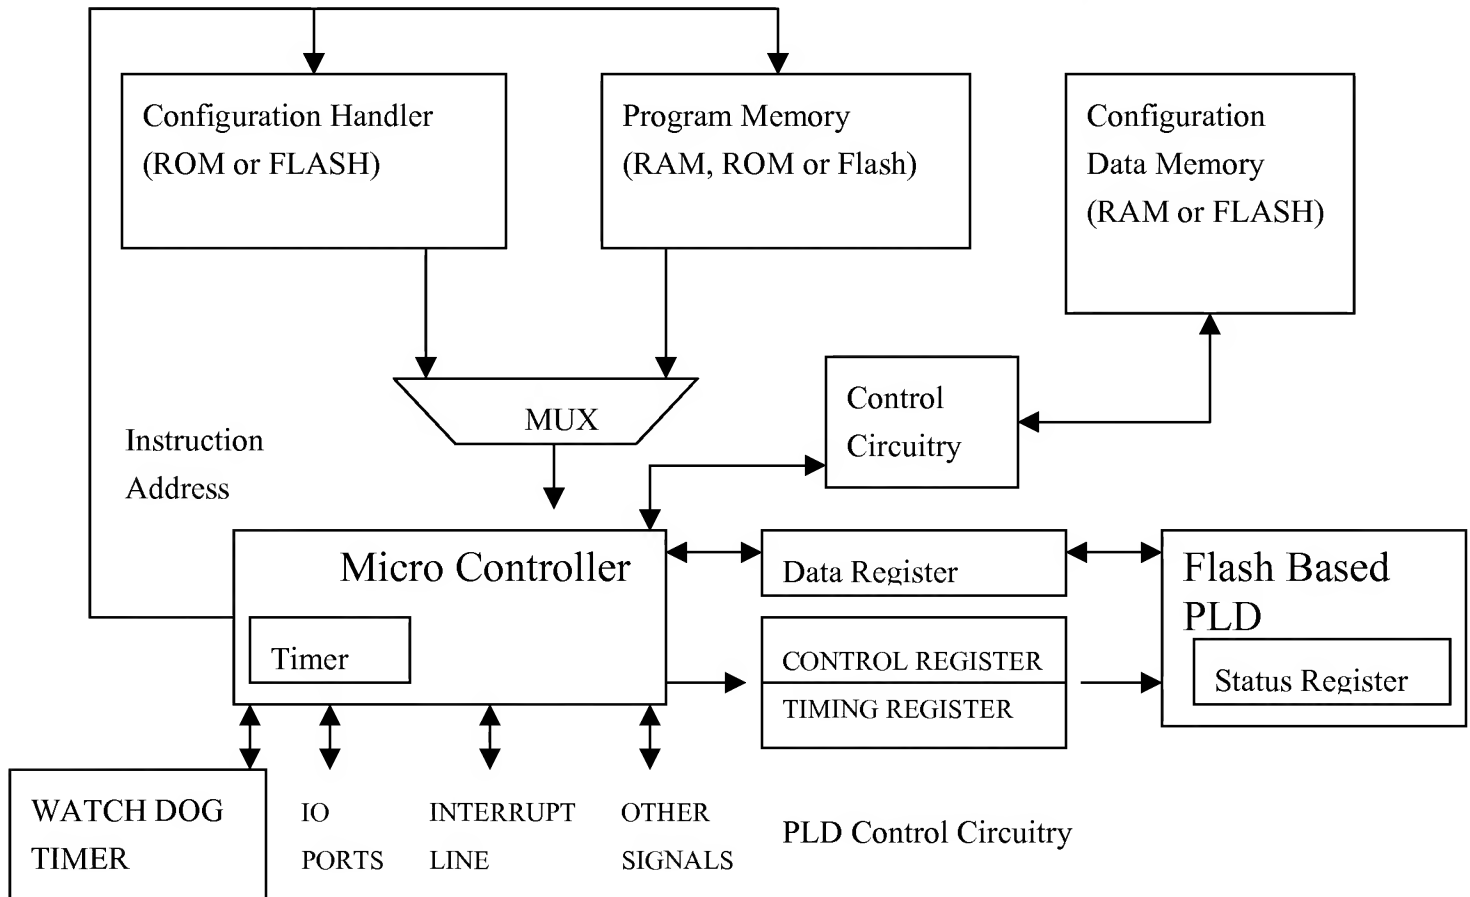 Configuration Handler
(ROM or FLASH)
Program Memory
(RAM, ROM or Flash)
Configuration
Data Memory
(RAM or FLASH)
MUX
Control
Circuitry
Instruction
Address
Micro Controller
Timer
Data Register
CONTROL REGISTER
TIMING REGISTER
Flash Based
PLD
Status Register
WATCH DOG
TIMER
IO
PORTS
INTERRUPT
LINE
OTHER
SIGNALS
PLD Control Circuitry